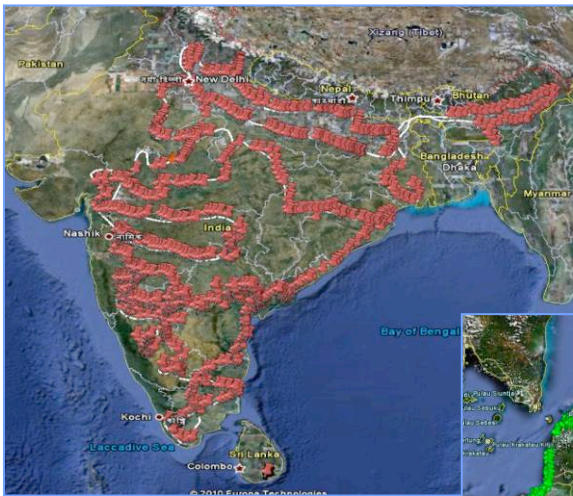 Xizang (Tibet)
Pakistan
नयी दिल्ली New Delhi
Nepal
Thimpu Bhutan
Bangladesh
Dhaka
Myanmar
India
Nashik नासिक
Bay of Bengal
Kochi
Laccadive Sea
Sri Lanka
Colombo
© 2010 Europa Technologies